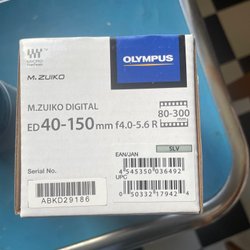 OLYMPUS
M.ZUIKO
M.ZUIKO DIGITAL
ED 40-150mm f4.0-5.6 R
80-300
mm
EAN/JAN
SLV
4 545350 036492
Serial No.
UPC
ABKD29186
0 50332 17942 4